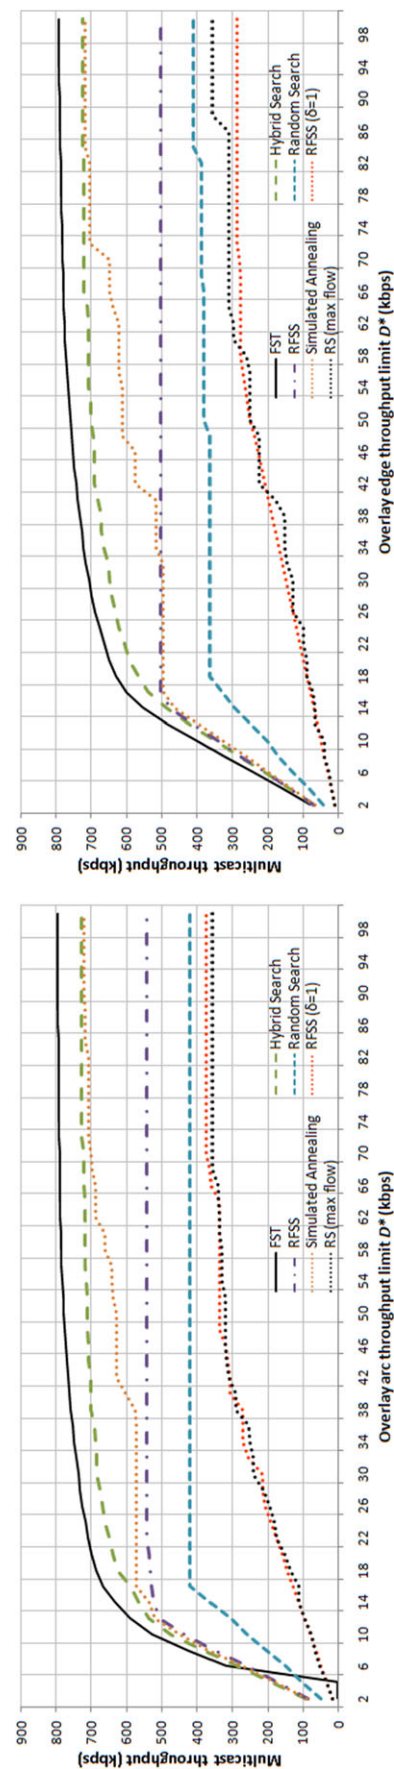 900
800
700
600
500
400
300
200
100
0
Multicast throughput (kbps)
2 6 10 14 18 22 26 30 34 38 42 46 50 54 58 62 66 70 74 78 82 86 90 94 98
Overlay arc throughput limit D* (kbps)
FST
Hybrid Search
RFSS
Random Search
Simulated Annealing
RFSS (δ=1)
RS (max flow)
900
800
700
600
500
400
300
200
100
0
Multicast throughput (kbps)
2 6 10 14 18 22 26 30 34 38 42 46 50 54 58 62 66 70 74 78 82 86 90 94 98
Overlay edge throughput limit D* (kbps)
FST
Hybrid Search
RFSS
Random Search
Simulated Annealing
RFSS (δ=1)
RS (max flow)